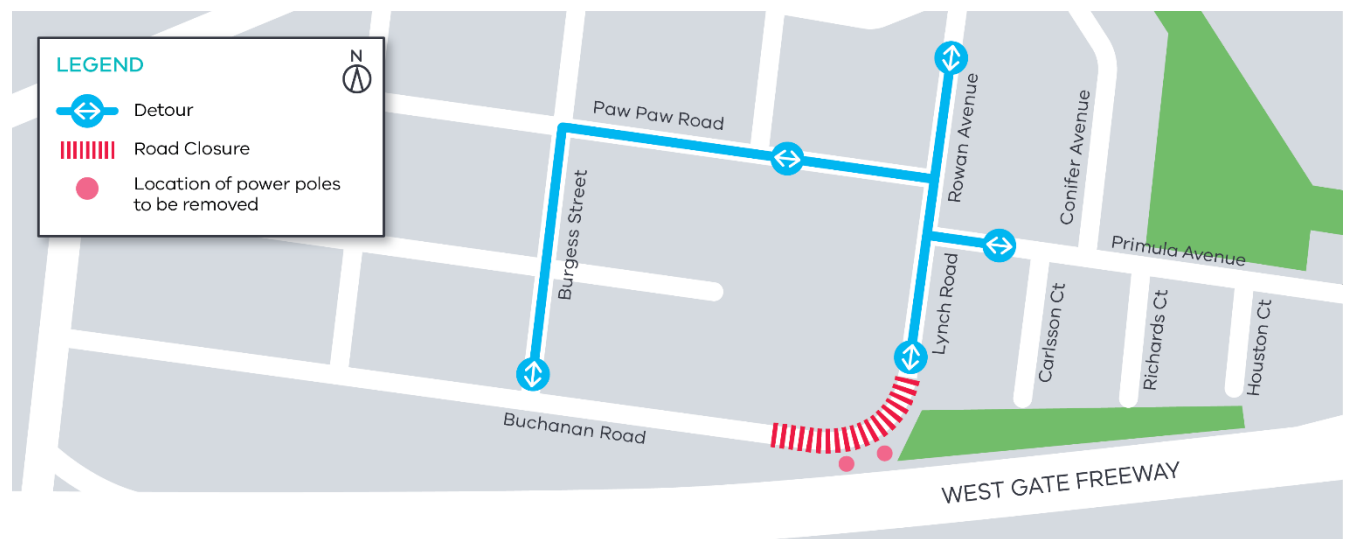 LEGEND
N
Detour
Road Closure
Location of power poles
to be removed
Paw Paw Road
Burgess Street
Buchanan Road
Rowan Avenue
Lynch Road
Conifer Avenue
Primula Avenue
Carlsson Ct
Richards Ct
Houston Ct
WEST GATE FREEWAY